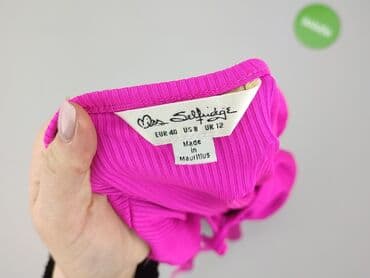 Miss Selfridge
EUR 40 US 8 UK 12
Made
in
Mauritius